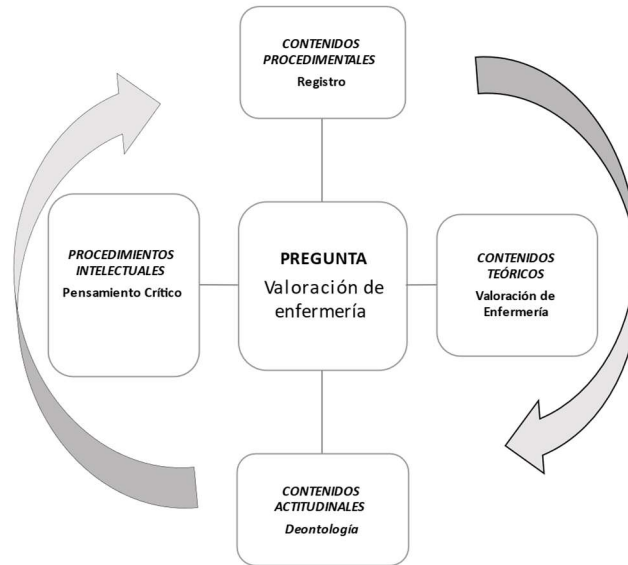 CONTENIDOS
PROCEDIMENTALES
Registro
PROCEDIMIENTOS
INTELECTUALES
Pensamiento Crítico
PREGUNTA
Valoración de
enfermería
CONTENIDOS
TEÓRICOS
Valoración de
Enfermería
CONTENIDOS
ACTITUDINALES
Deontología